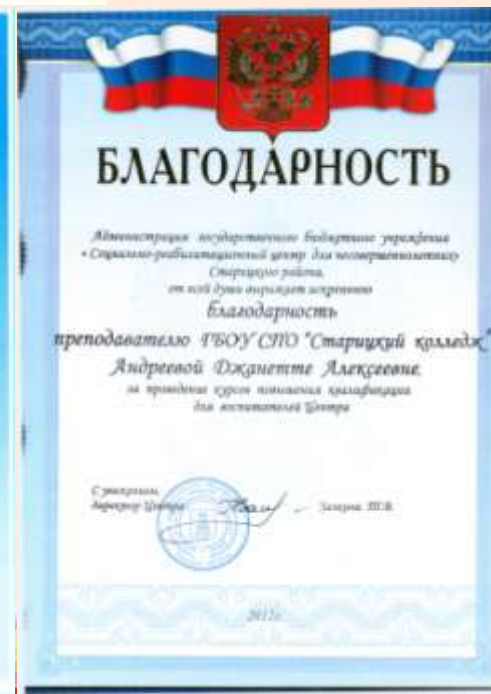 БЛАГОДАРНОСТЬ
Администрация государственного бюджетного учреждения
«Социально-реабилитационный центр для несовершеннолетних
Старицкого района,
от всей души выражает искреннюю
благодарность
преподавателю ГБОУ СПО "Старицкий колледж"
Андреевой Джанетте Алексеевне
за проведение курсов повышения квалификации
для воспитателей Центра
С уважением,
директор Центра